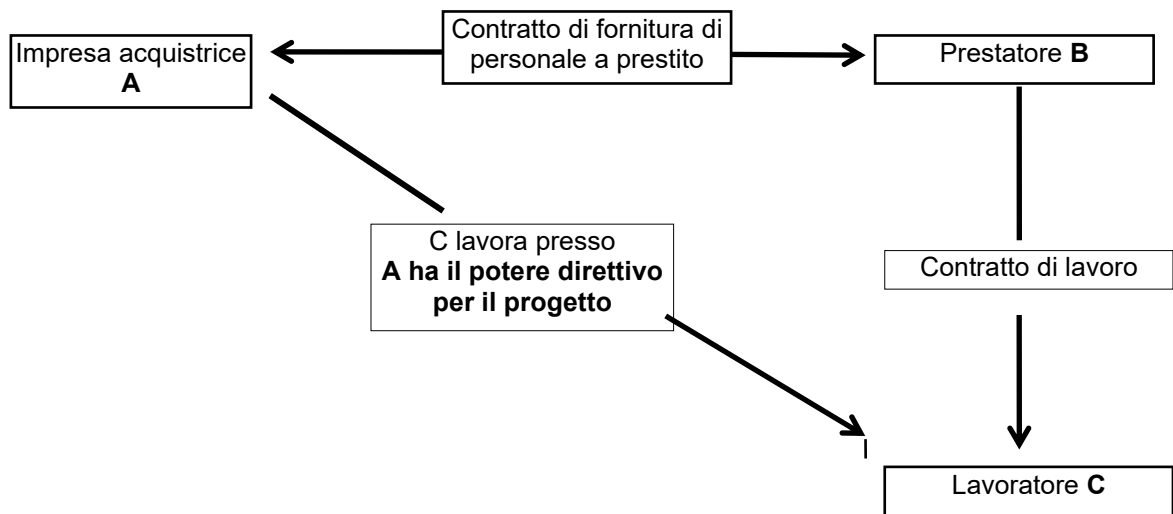 Impresa acquistrice
A
Contratto di fornitura di
personale a prestito
Prestatore B
C lavora presso
A ha il potere direttivo
per il progetto
Contratto di lavoro
Lavoratore C